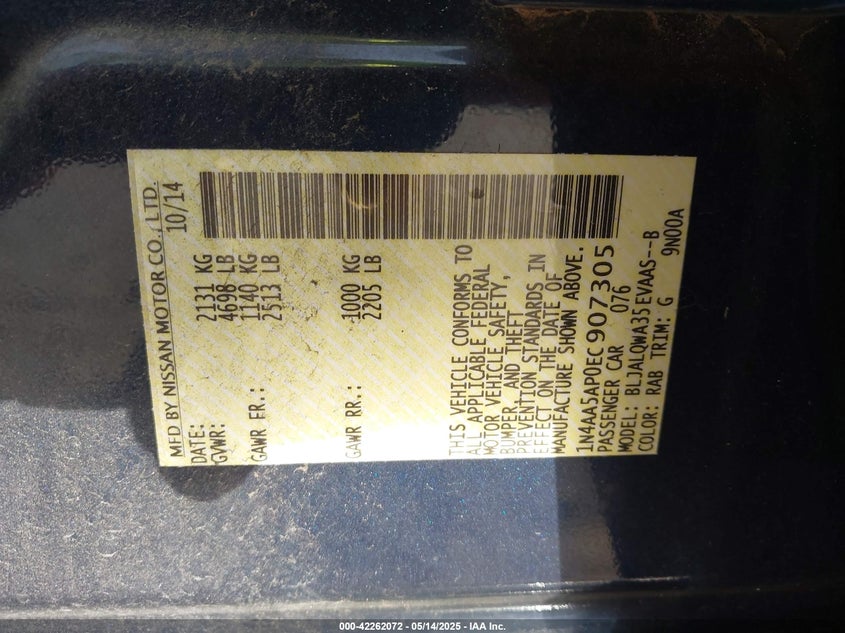 MFD BY NISSAN MOTOR CO., LTD.
DATE: 10/14
GVWR: 2131 KG
4698 LB
GAWR FR.: 1140 KG
2513 LB
GAWR RR.: 1000 KG
2205 LB
THIS VEHICLE CONFORMS TO
ALL APPLICABLE FEDERAL
MOTOR VEHICLE SAFETY,
BUMPER, AND THEFT
PREVENTION STANDARDS IN
EFFECT ON THE DATE OF
MANUFACTURE SHOWN ABOVE.
1N4AA5AP0EC907305
PASSENGER CAR 076
MODEL: BLJALQWA35EVAAS--B
COLOR: RAB TRIM: G 9N00A
000-42262072 - 05/14/2025 - IAA Inc.